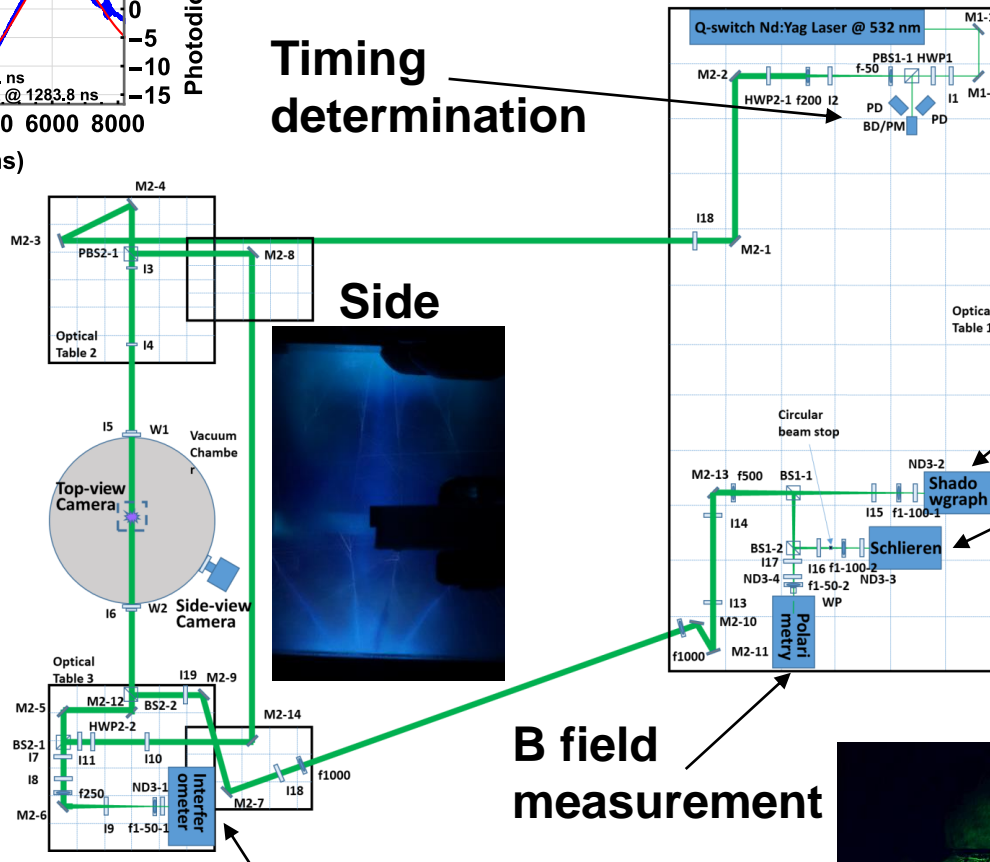 0
−5
−10
−15
Photodio
ns
@ 1283.8 ns
0 6000 8000
s)
Timing
determination
Q-switch Nd:Yag Laser @ 532 nm
PBS1-1 HWP1
f-50
M2-2
HWP2-1 f200 I2
I1
PD
PD
BD/PM
M2-4
M2-3
PBS2-1
I3
M2-8
I18
M2-1
Optical
Table 2
I4
Side
I5
W1
Vacuum
Chambe
r
Top-view
Camera
I6
W2
Side-view
Camera
Circular
beam stop
M2-13
f500
BS1-1
ND3-2
Shado
wgraph
I15
f1-100-1
I14
BS1-2
I17
Schlieren
I16
f1-100-2
ND3-4
ND3-3
f1-50-2
I13
WP
M2-10
M2-11
f1000
Polari
metry
Optical
Table 3
I19
M2-9
M2-12
BS2-2
M2-5
HWP2-2
M2-14
BS2-1
I7
I11
I10
I8
f250
ND3-1
Interfer
ometer
I18
f1000
M2-7
M2-6
I9
f1-50-1
B field
measurement